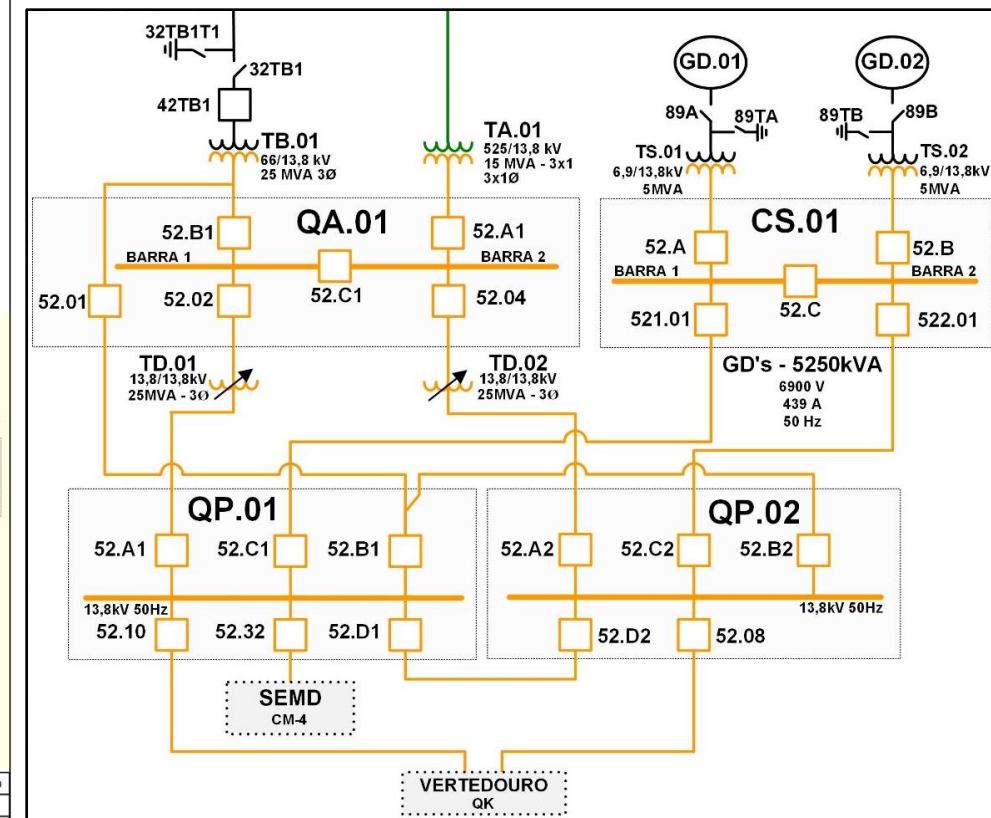 32TB1T1
32TB1
42TB1
TB.01
66/13,8 kV
25 MVA 3Ø
TA.01
525/13,8 kV
15 MVA - 3x1
3x1Ø
GD.01
GD.02
89A
89TA
89TB
89B
TS.01
6,9/13,8kV
5MVA
TS.02
6,9/13,8kV
5MVA
QA.01
52.B1
52.A1
BARRA 1
BARRA 2
52.C1
52.01
52.02
52.04
CS.01
52.A
52.B
BARRA 1
BARRA 2
52.C
521.01
522.01
TD.01
13,8/13,8kV
25MVA - 3Ø
TD.02
13,8/13,8kV
25MVA - 3Ø
GD's - 5250kVA
6900 V
439 A
50 Hz
QP.01
52.A1
52.C1
52.B1
13,8kV 50Hz
52.10
52.32
52.D1
QP.02
52.A2
52.C2
52.B2
13,8kV 50Hz
52.D2
52.08
SEMD
CM-4
VERTEDOURO
QK